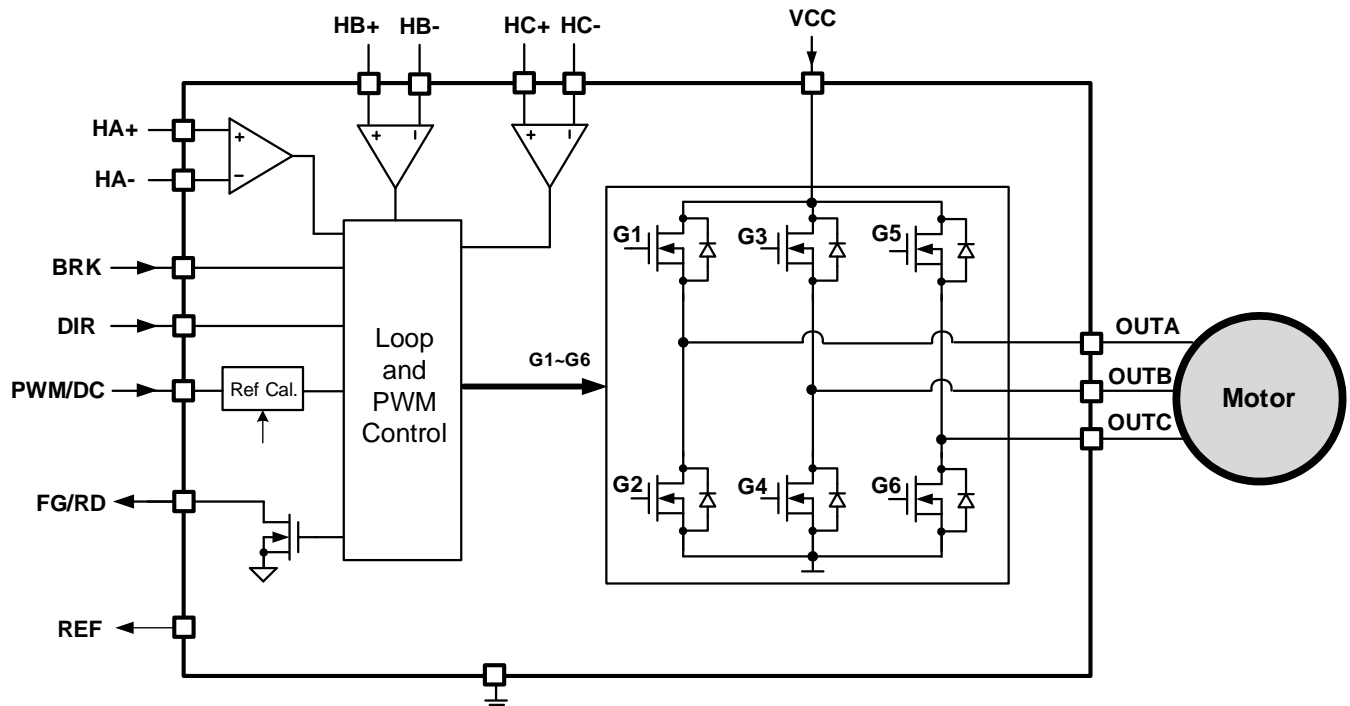 HB+ HB- HC+ HC- VCC
HA+
+
−
HA-
+ −
+ −
BRK
DIR
PWM/DC
Ref Cal.
FG/RD
REF
Loop
and
PWM
Control
G1~G6
G1 G3 G5
G2 G4 G6
OUTA
OUTB
OUTC
Motor